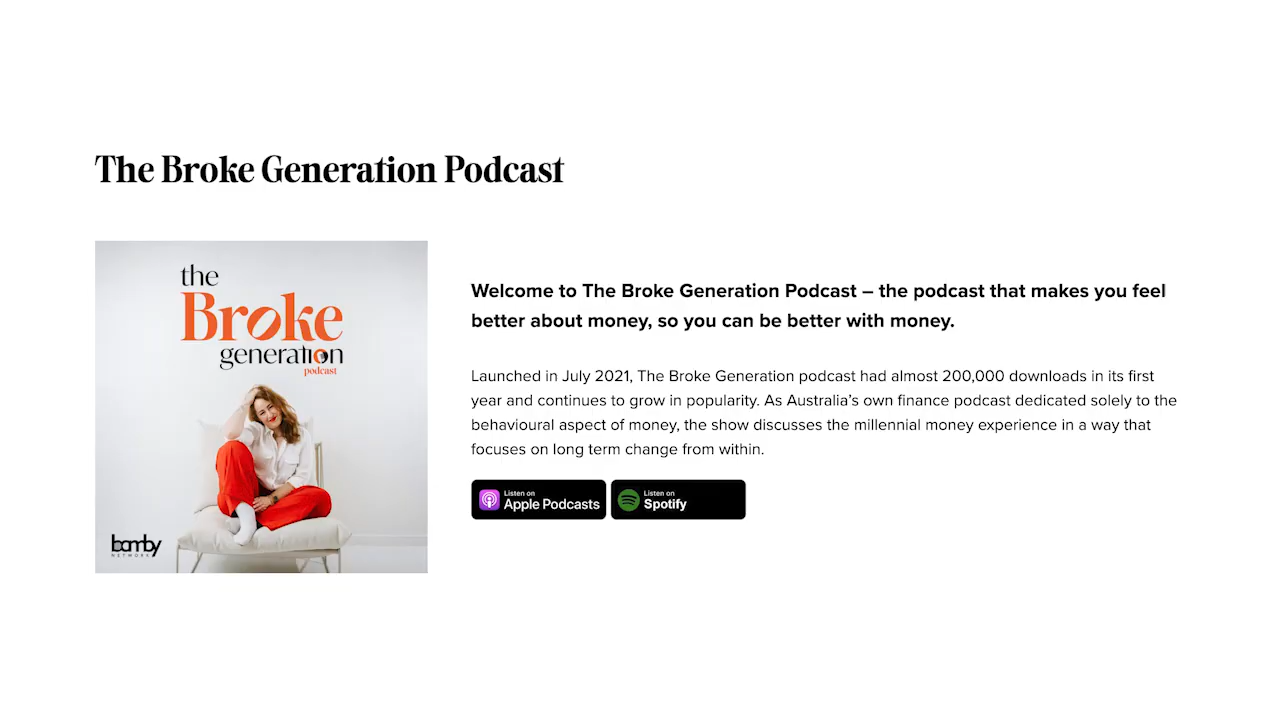 The Broke Generation Podcast
the
Broke
generation
podcast
bamby
NETWORK
Welcome to The Broke Generation Podcast – the podcast that makes you feel
better about money, so you can be better with money.
Launched in July 2021, The Broke Generation podcast had almost 200,000 downloads in its first
year and continues to grow in popularity. As Australia’s own finance podcast dedicated solely to the
behavioural aspect of money, the show discusses the millennial money experience in a way that
focuses on long term change from within.
Listen on
Apple Podcasts
Listen on
Spotify